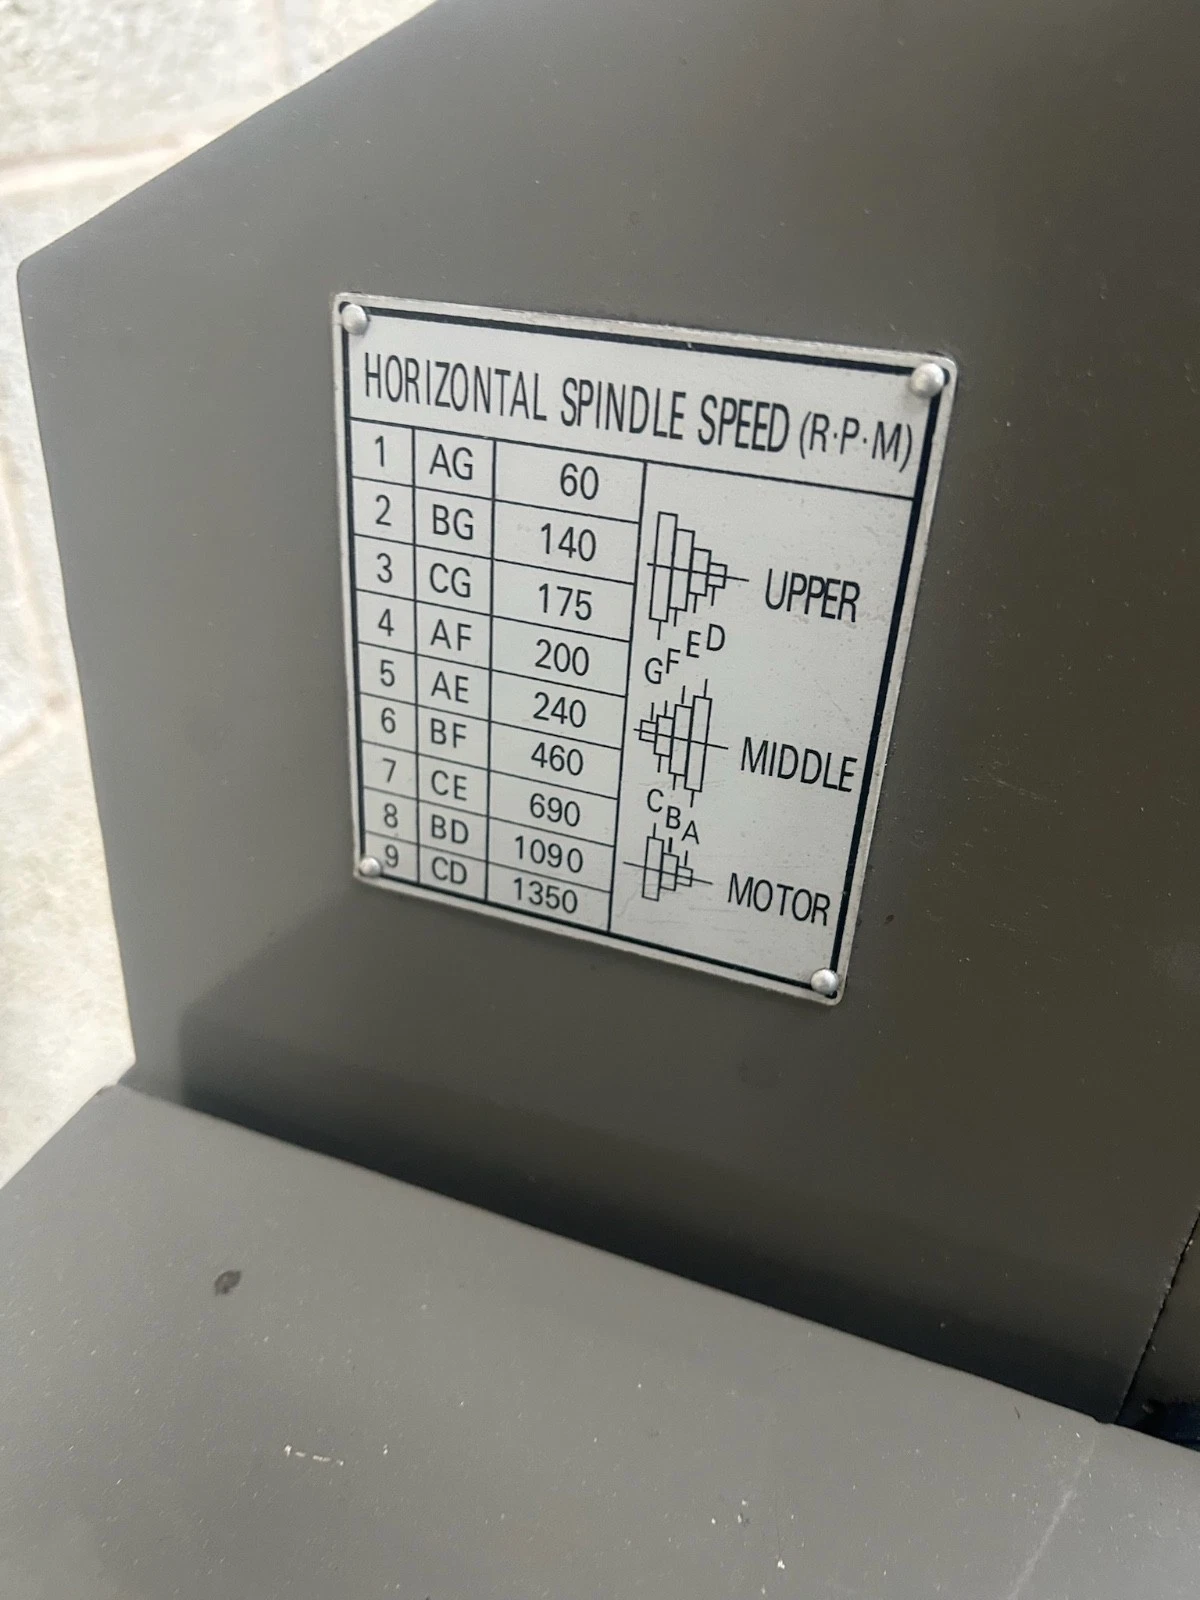 HORIZONTAL SPINDLE SPEED (R·P·M)
1 AG 60
2 BG 140
3 CG 175
4 AF 200
5 AE 240
6 BF 460
7 CE 690
8 BD 1090
9 CD 1350
UPPER
G F E D
MIDDLE
C B A
MOTOR